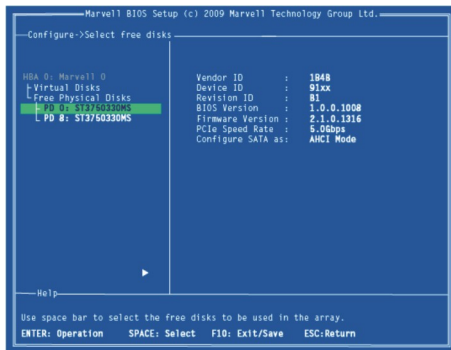 Marvell BIOS Setup (c) 2009 Marvell Technology Group Ltd.
Configure->Select free disks
HBA 0: Marvell 0
Virtual Disks
Free Physical Disks
PD 0: ST3750330MS
PD 8: ST3750330MS
Vendor ID : 1B4B
Device ID : 91xx
Revision ID : B1
BIOS Version : 1.0.0.1008
Firmware Version : 2.1.0.1316
PCIe Speed Rate : 5.0Gbps
Configure SATA as: AHCI Mode
Help
Use space bar to select the free disks to be used in the array.
ENTER: Operation SPACE: Select F10: Exit/Save ESC:Return